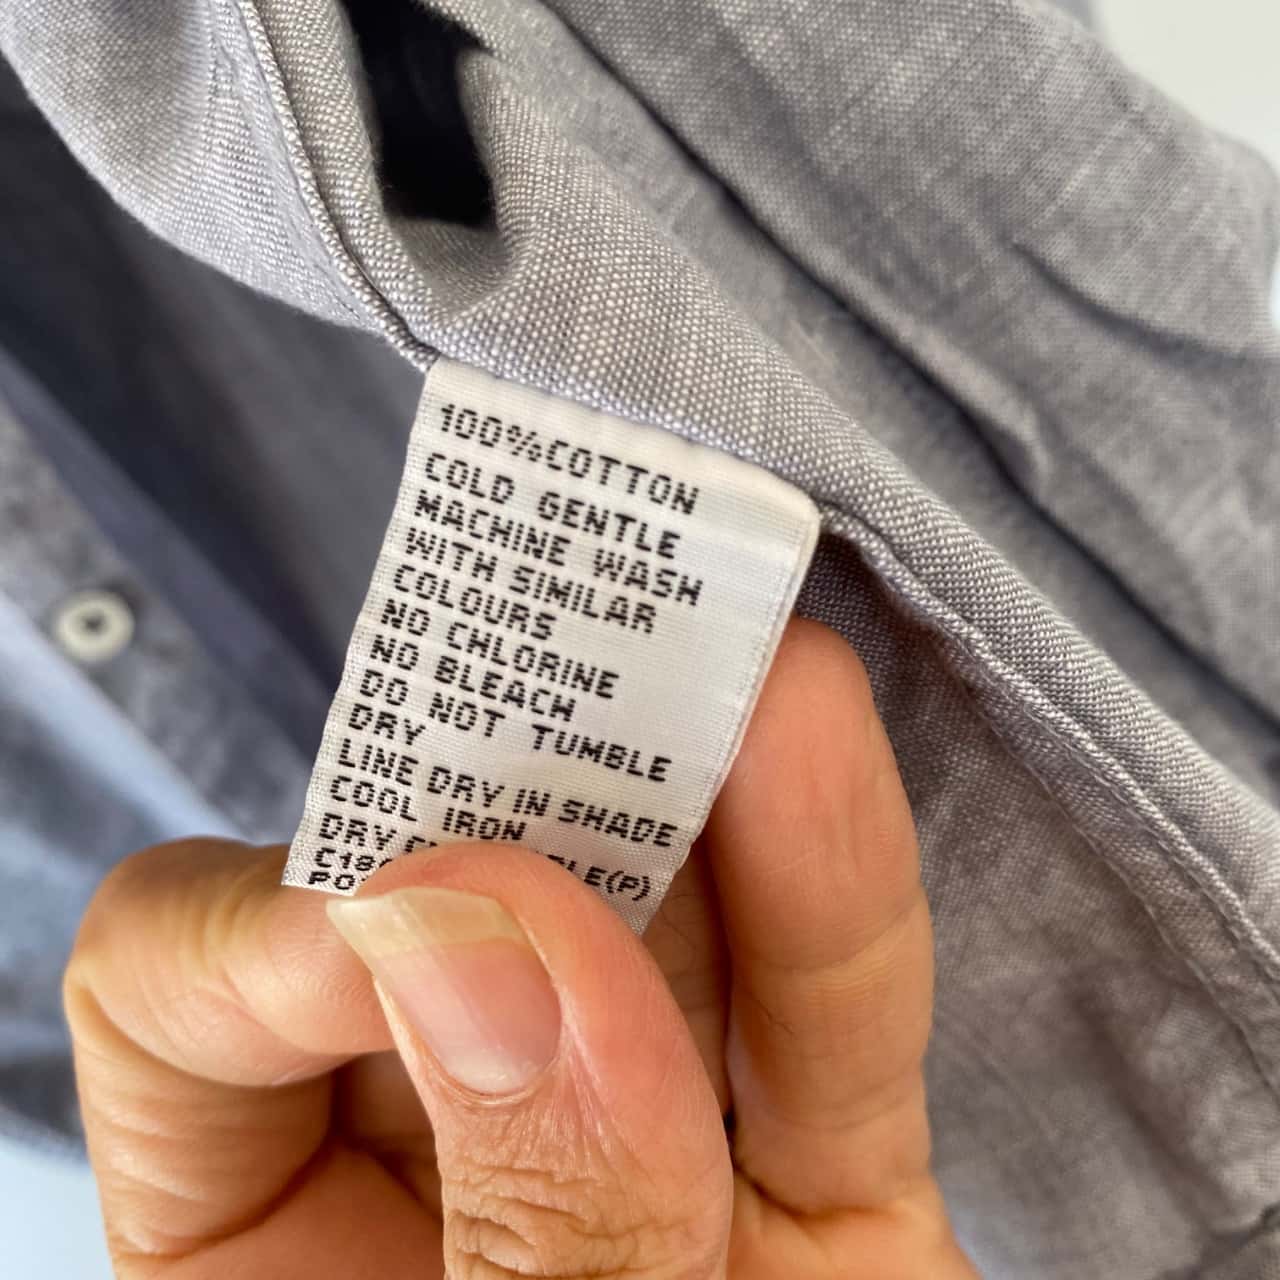 100%COTTON
COLD GENTLE
MACHINE WASH
WITH SIMILAR
COLOURS
NO CHLORINE
NO BLEACH
DO NOT TUMBLE
DRY
LINE DRY IN SHADE
COOL IRON
DRY